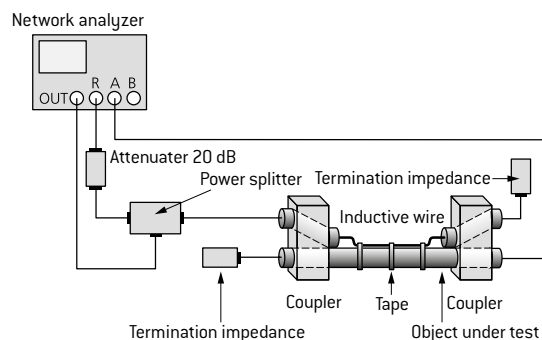 Network analyzer
R A B
OUT
Attenuater 20 dB
Power splitter
Termination impedance
Inductive wire
Coupler
Tape
Coupler
Termination impedance
Object under test